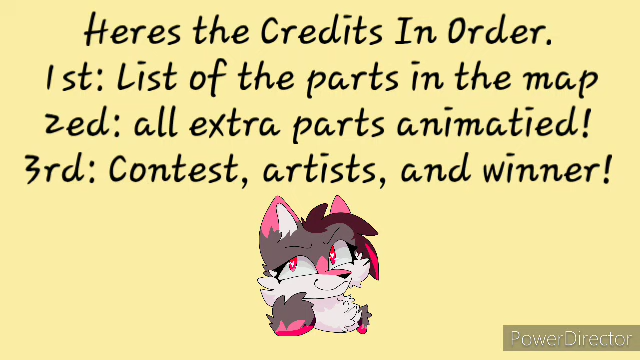 Heres the Credits In Order.
1st: List of the parts in the map
2ed: all extra parts animatied!
3rd: Contest, artists, and winner!
PowerDirector